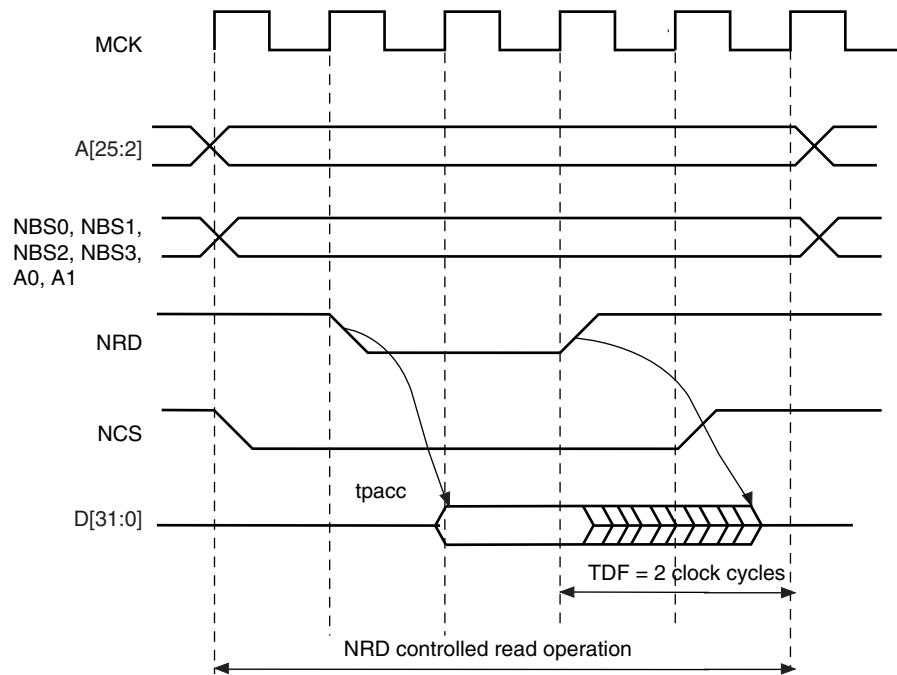 MCK
A[25:2]
NBS0, NBS1,
NBS2, NBS3,
A0, A1
NRD
NCS
tpacc
D[31:0]
TDF = 2 clock cycles
NRD controlled read operation